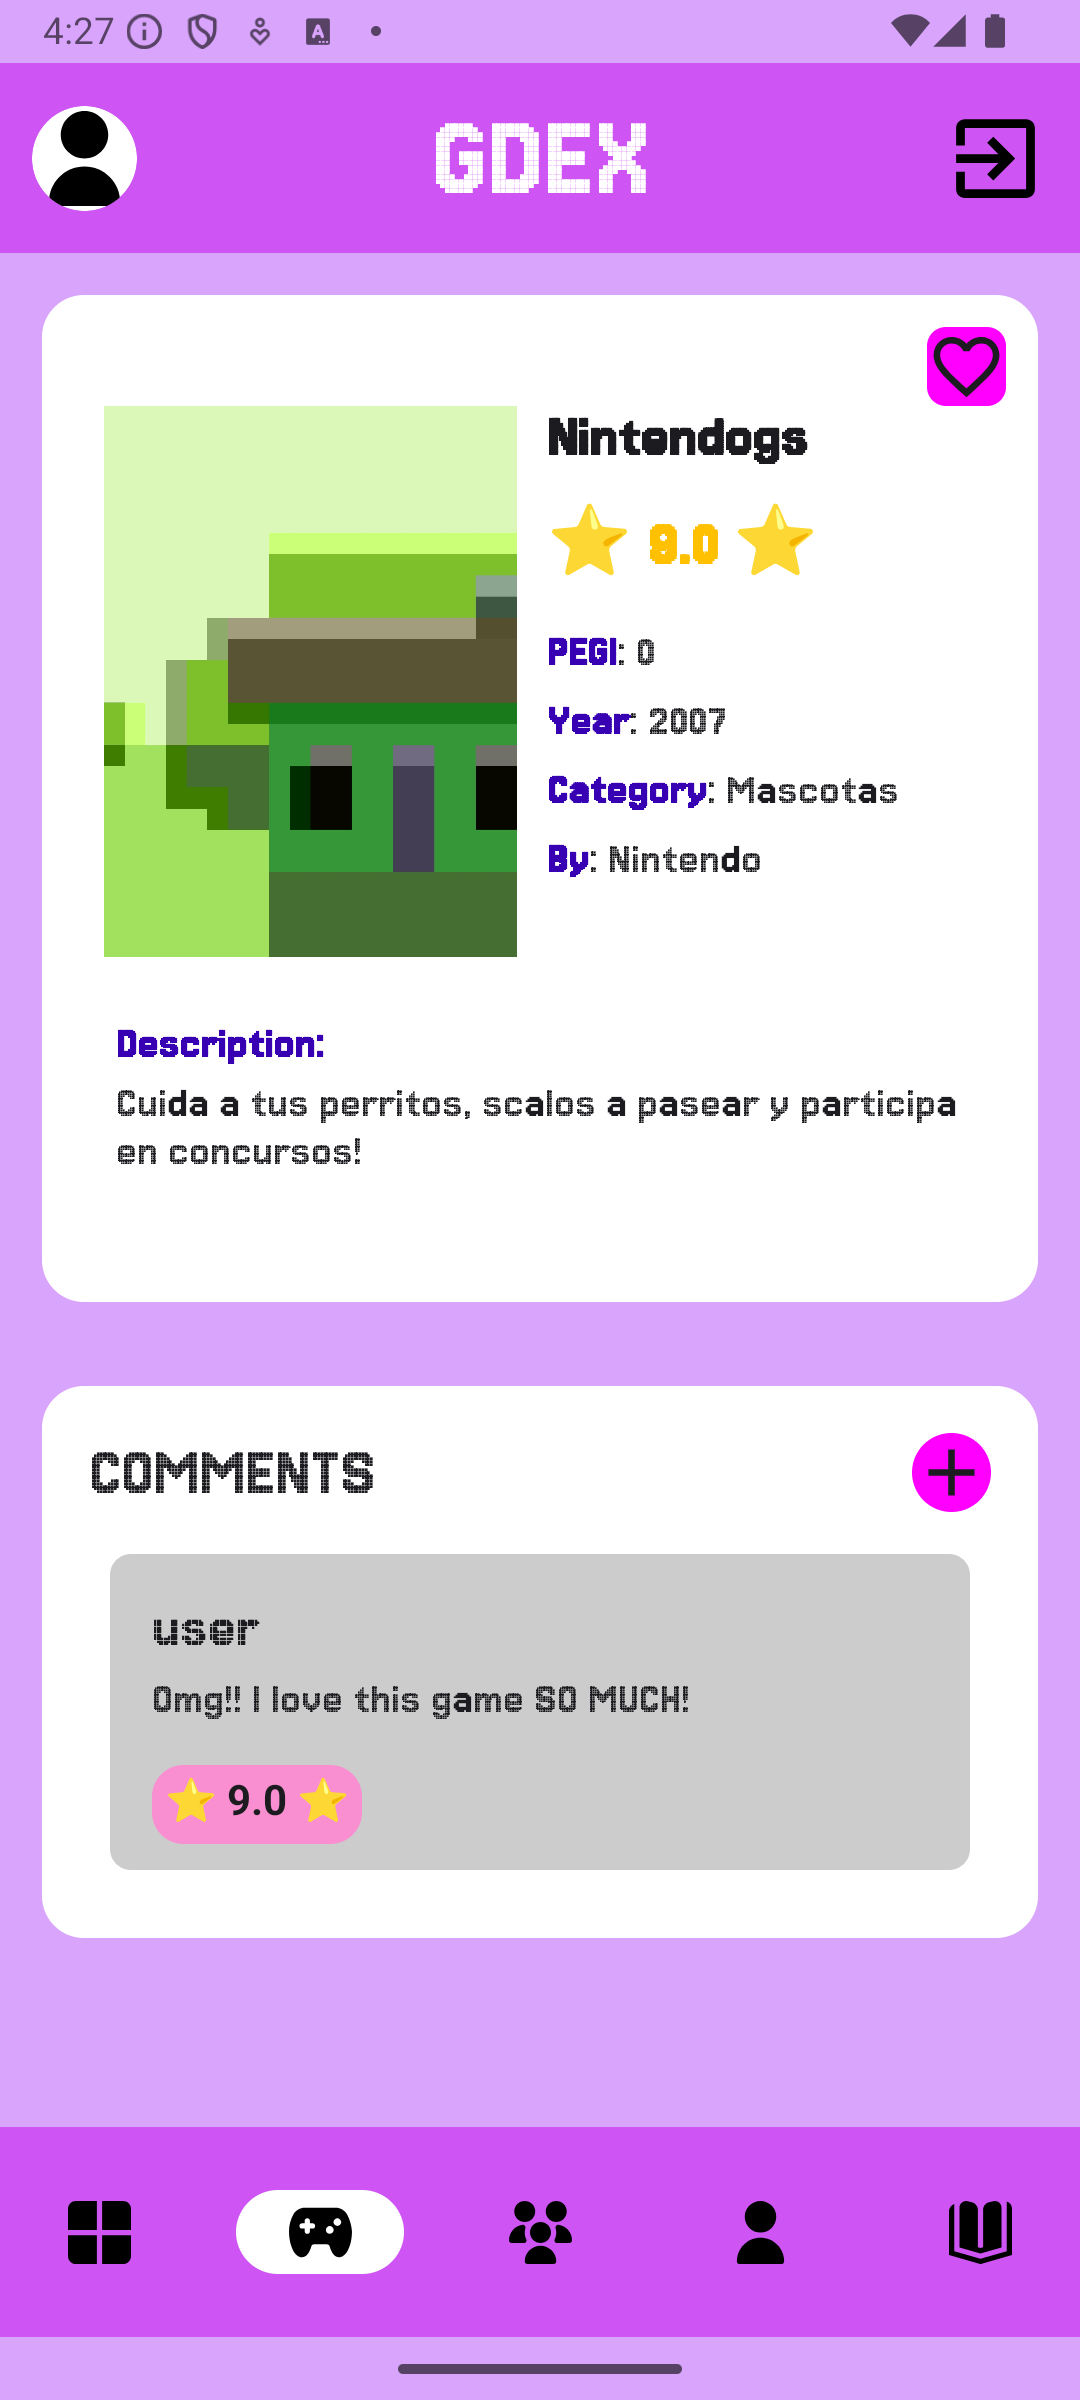 4:27
GDEX
Nintendogs
⭐ 9.0 ⭐
PEGI: 0
Year: 2007
Category: Mascotas
By: Nintendo
Description:
Cuida a tus perritos, scalos a pasear y participa
en concursos!
COMMENTS
user
Omg!! I love this game SO MUCH!
⭐ 9.0 ⭐